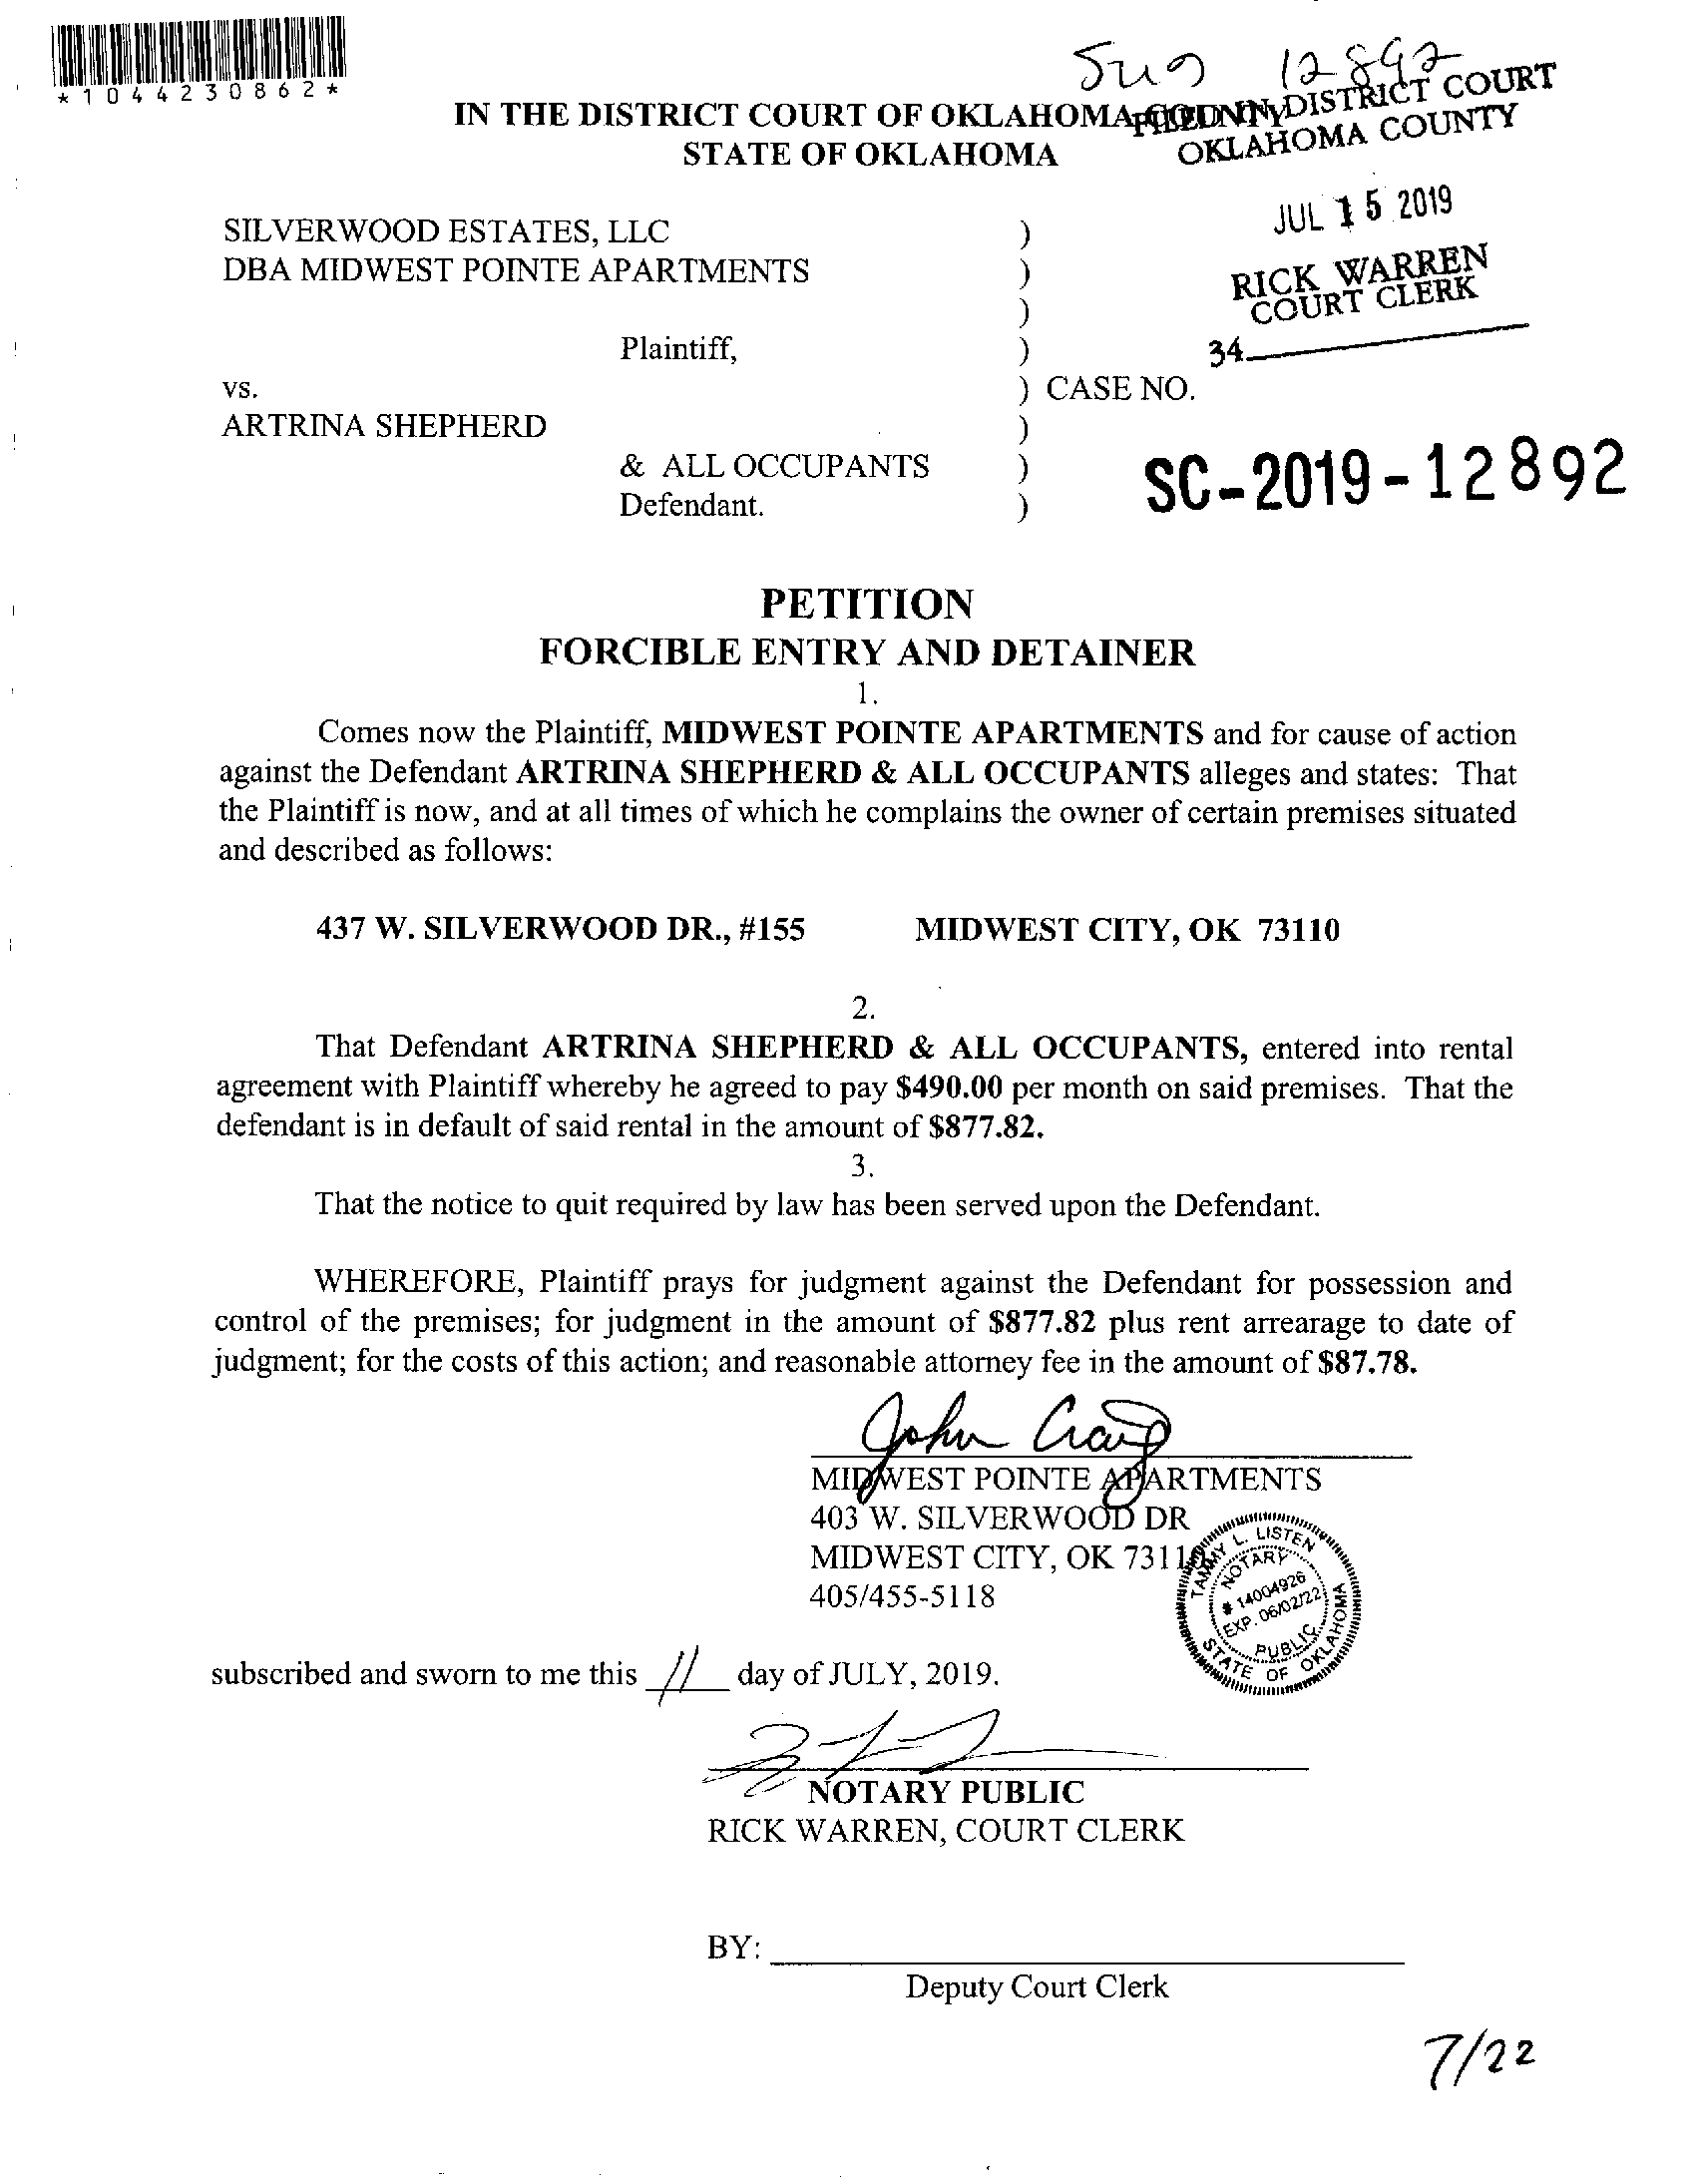 *1044230862*
12892
IN THE DISTRICT COURT OF OKLAHOMA COUNTY
STATE OF OKLAHOMA
FILED IN DISTRICT COURT
OKLAHOMA COUNTY
JUL 15 2019
RICK WARREN
COURT CLERK
34
SILVERWOOD ESTATES, LLC )
DBA MIDWEST POINTE APARTMENTS )
)
Plaintiff, )
vs. ) CASE NO.
ARTRINA SHEPHERD )
& ALL OCCUPANTS )
Defendant. )
SC-2019-12892
PETITION
FORCIBLE ENTRY AND DETAINER
1.
Comes now the Plaintiff, MIDWEST POINTE APARTMENTS and for cause of action
against the Defendant ARTRINA SHEPHERD & ALL OCCUPANTS alleges and states: That
the Plaintiff is now, and at all times of which he complains the owner of certain premises situated
and described as follows:
437 W. SILVERWOOD DR., #155 MIDWEST CITY, OK 73110
2.
That Defendant ARTRINA SHEPHERD & ALL OCCUPANTS, entered into rental
agreement with Plaintiff whereby he agreed to pay $490.00 per month on said premises. That the
defendant is in default of said rental in the amount of $877.82.
3.
That the notice to quit required by law has been served upon the Defendant.
WHEREFORE, Plaintiff prays for judgment against the Defendant for possession and
control of the premises; for judgment in the amount of $877.82 plus rent arrearage to date of
judgment; for the costs of this action; and reasonable attorney fee in the amount of $87.78.
John Craig
MIDWEST POINTE APARTMENTS
403 W. SILVERWOOD DR
MIDWEST CITY, OK 73110
405/455-5118
TAMMY L. LISTEN
NOTARY
# 14004926
EXP. 06/02/22
PUBLIC
STATE OF OKLAHOMA
subscribed and sworn to me this 11 day of JULY, 2019.
NOTARY PUBLIC
RICK WARREN, COURT CLERK
BY:
Deputy Court Clerk
7/22